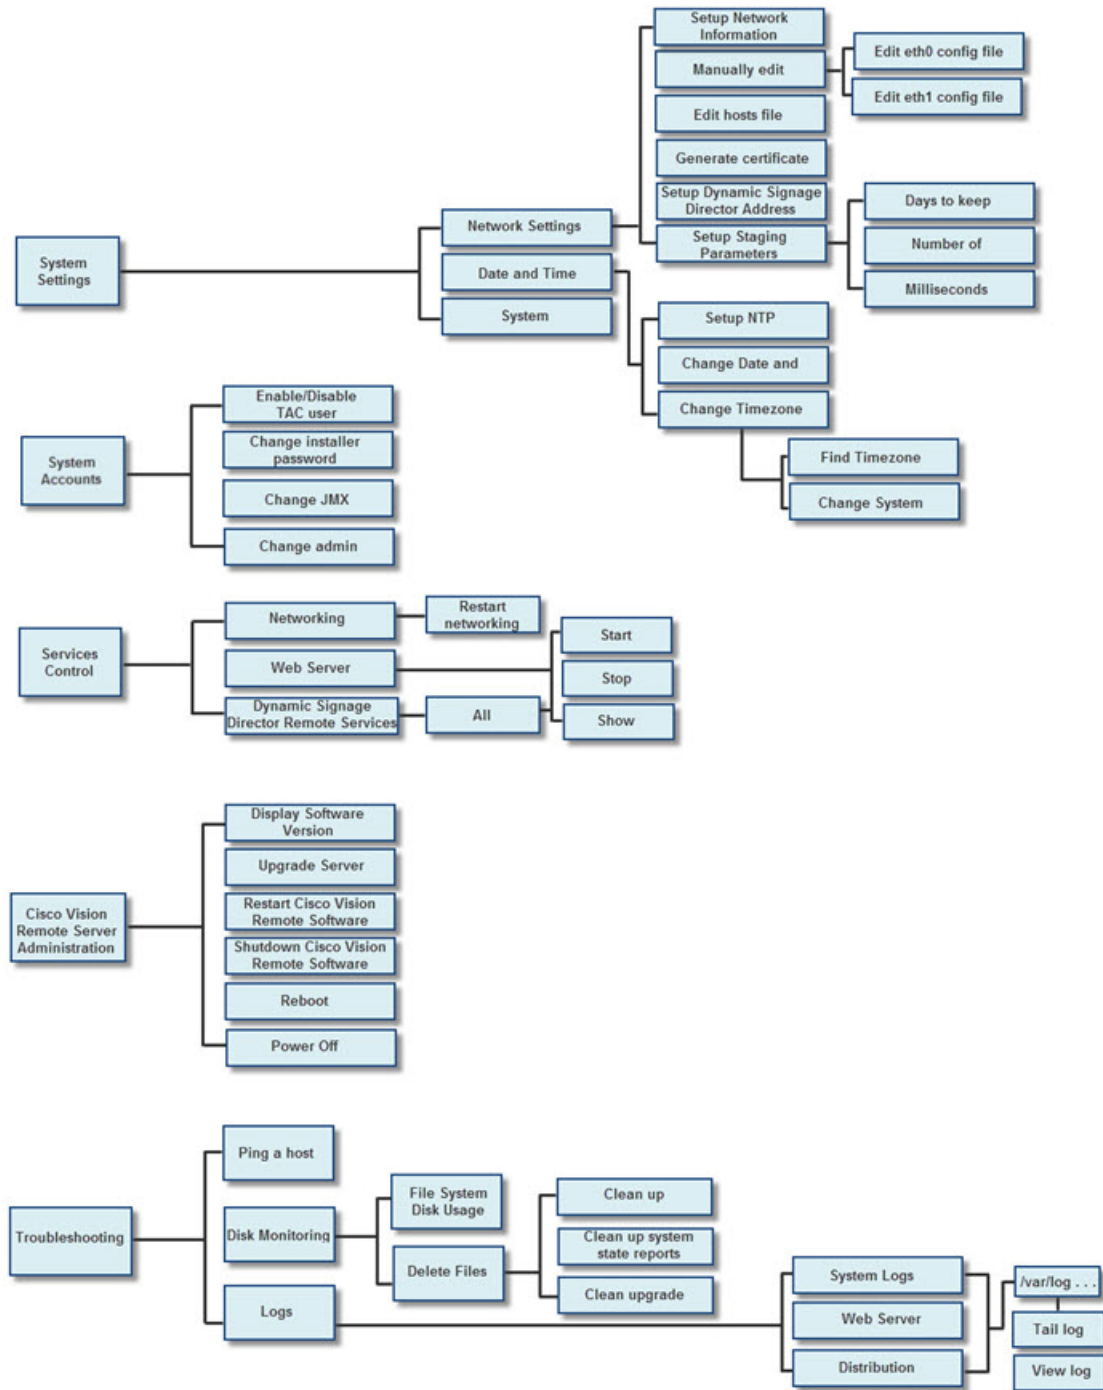 Setup Network
Information
Manually edit
Edit eth0 config file
Edit eth1 config file
Edit hosts file
Generate certificate
Setup Dynamic Signage
Director Address
Setup Staging
Parameters
Days to keep
Number of
Milliseconds
System
Settings
Network Settings
Date and Time
System
Setup NTP
Change Date and
Change Timezone
Find Timezone
Change System
System
Accounts
Enable/Disable
TAC user
Change installer
password
Change JMX
Change admin
Services
Control
Networking
Restart
networking
Web Server
Dynamic Signage
Director Remote Services
All
Start
Stop
Show
Cisco Vision
Remote Server
Administration
Display Software
Version
Upgrade Server
Restart Cisco Vision
Remote Software
Shutdown Cisco Vision
Remote Software
Reboot
Power Off
Troubleshooting
Ping a host
Disk Monitoring
Logs
File System
Disk Usage
Delete Files
Clean up
Clean up system
state reports
Clean upgrade
System Logs
Web Server
Distribution
/var/log . . .
Tail log
View log